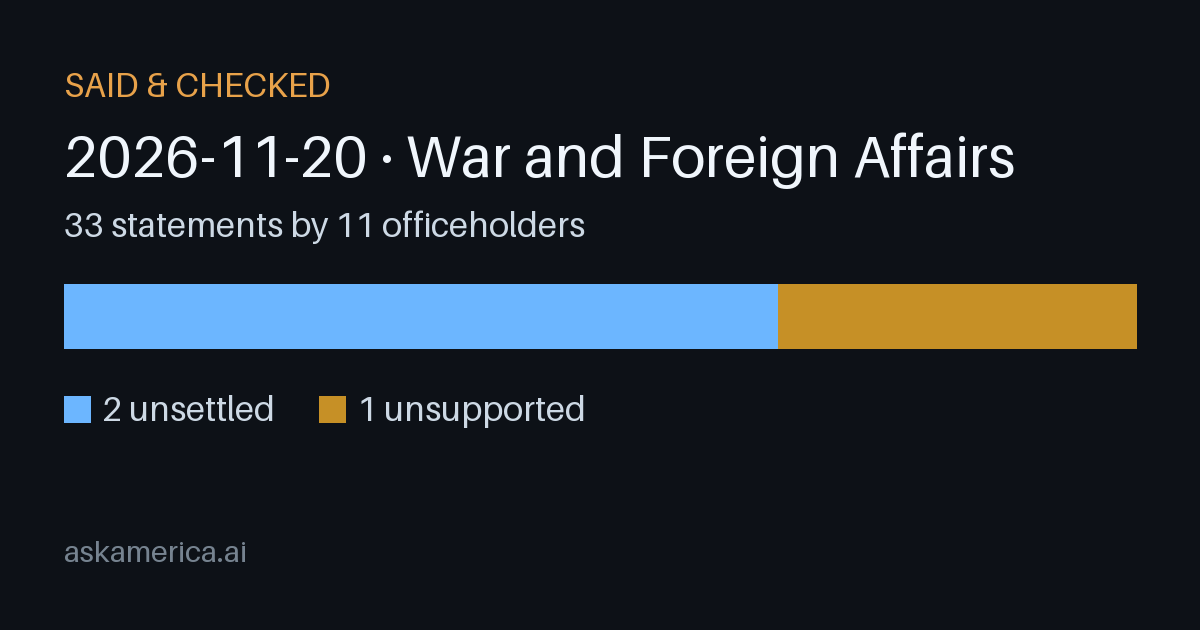 SAID & CHECKED
2026-11-20 · War and Foreign Affairs
33 statements by 11 officeholders
2 unsettled
1 unsupported
askamerica.ai